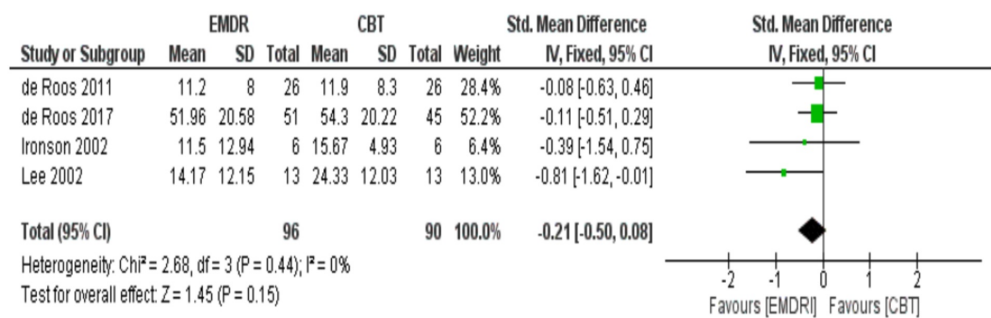 EMDR CBT Std. Mean Difference Std. Mean Difference
Study or Subgroup Mean SD Total Mean SD Total Weight IV, Fixed, 95% CI IV, Fixed, 95% CI
de Roos 2011 11.2 8 26 11.9 8.3 26 28.4% -0.08 [-0.63, 0.46]
de Roos 2017 51.96 20.58 51 54.3 20.22 45 52.2% -0.11 [-0.51, 0.29]
Ironson 2002 11.5 12.94 6 15.67 4.93 6 6.4% -0.39 [-1.54, 0.75]
Lee 2002 14.17 12.15 13 24.33 12.03 13 13.0% -0.81 [-1.62, -0.01]
Total (95% CI) 96 90 100.0% -0.21 [-0.50, 0.08]
Heterogeneity: Chi² = 2.68, df = 3 (P = 0.44); I² = 0%
Test for overall effect: Z = 1.45 (P = 0.15)
-2 -1 0 1 2
Favours [EMDRI] Favours [CBT]